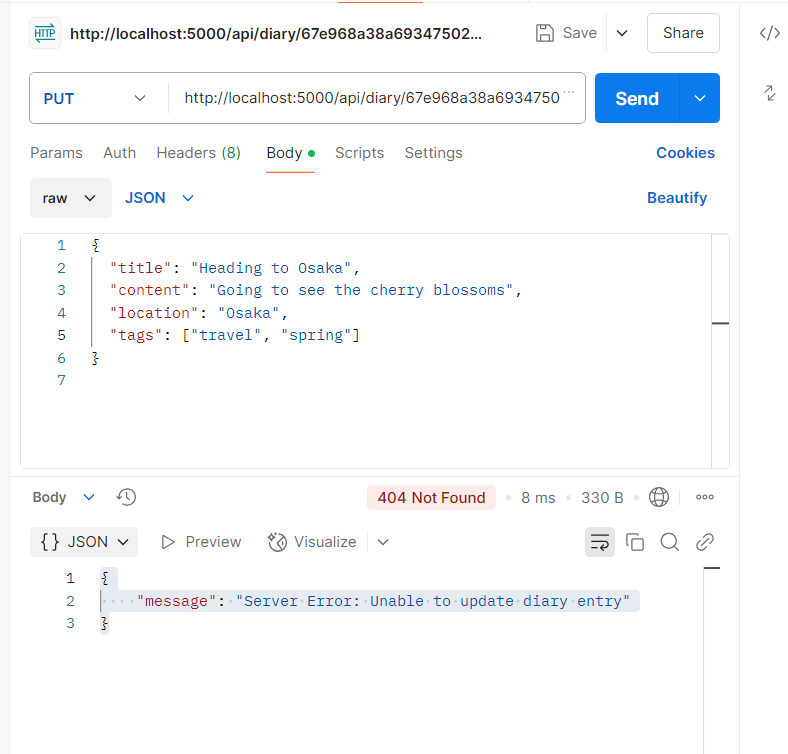 HTTP http://localhost:5000/api/diary/67e968a38a69347502... Save Share
PUT http://localhost:5000/api/diary/67e968a38a6934750 ... Send
Params Auth Headers (8) Body Scripts Settings Cookies
raw JSON Beautify
1 {
2 "title": "Heading to Osaka",
3 "content": "Going to see the cherry blossoms",
4 "location": "Osaka",
5 "tags": ["travel", "spring"]
6 }
7
Body 404 Not Found 8 ms 330 B
{} JSON Preview Visualize
1 {
2 "message": "Server Error: Unable to update diary entry"
3 }